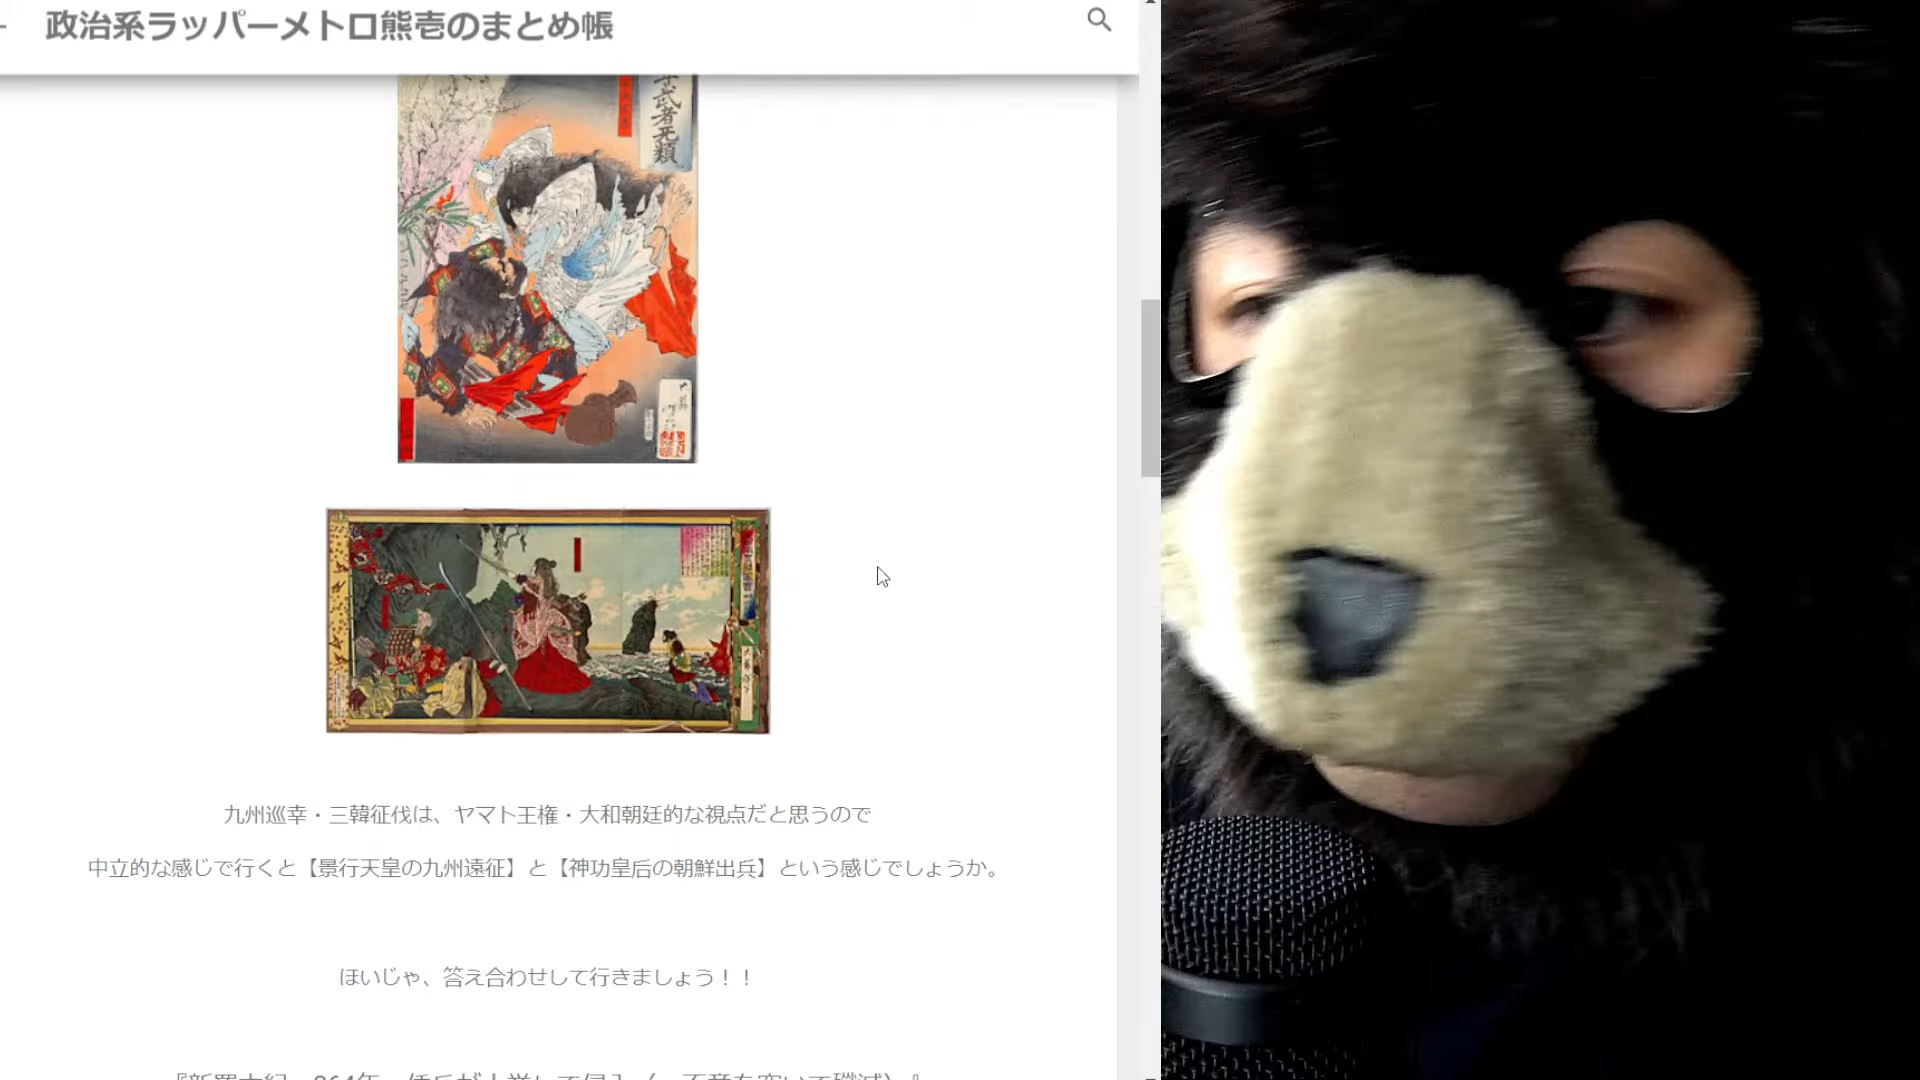 政治系ラッパーメトロ熊壱のまとめ帳
武者无類
九州巡幸・三韓征伐は、ヤマト王権・大和朝廷的な視点だと思うので
中立的な感じで行くと【景行天皇の九州遠征】と【神功皇后の朝鮮出兵】という感じでしょうか。
ほいじゃ、答え合わせして行きましょう！！